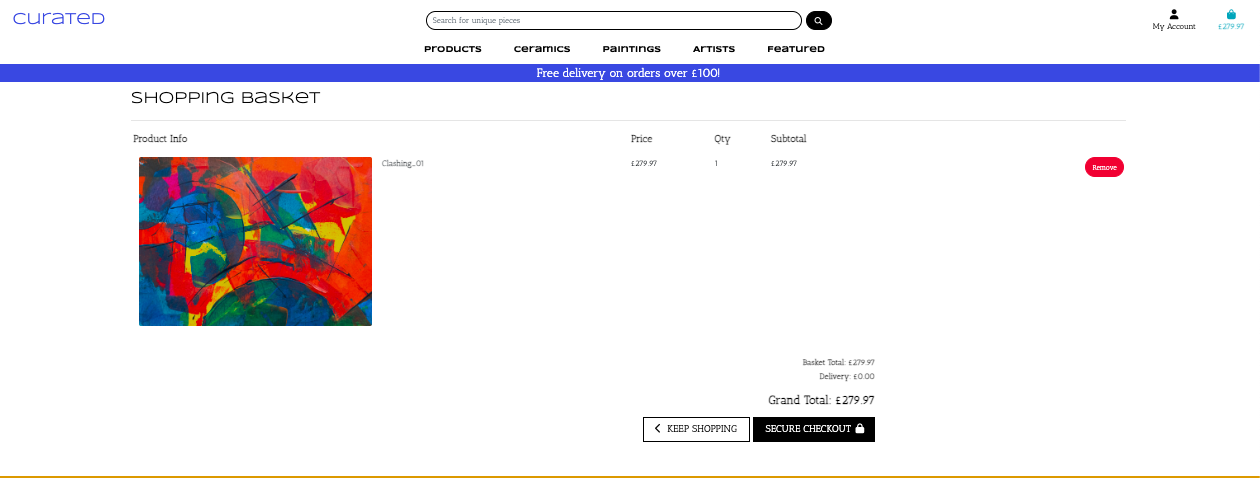 curated
Search for unique pieces
My Account
£279.97
Products Ceramics Paintings Artists Featured
Free delivery on orders over £100!
Shopping Basket
Product Info Price Qty Subtotal
Clashing_01 £279.97 1 £279.97 Remove
Basket Total: £279.97
Delivery: £0.00
Grand Total: £279.97
KEEP SHOPPING SECURE CHECKOUT